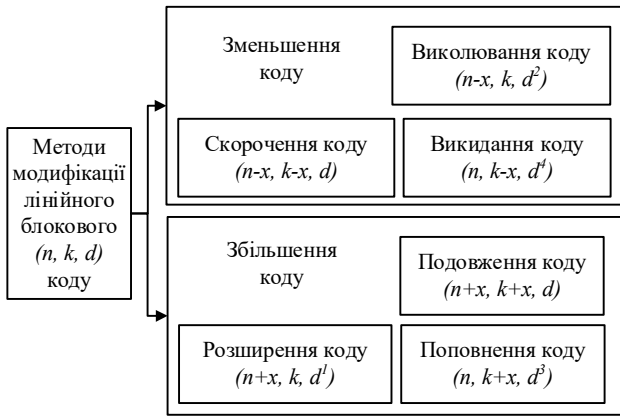 Методи
модифікації
лінійного
блокового
(n, k, d)
коду
Зменьшення
коду
Виколювання коду
(n-x, k, d²)
Скорочення коду
(n-x, k-x, d)
Викидання коду
(n, k-x, d⁴)
Збільшення
коду
Подовження коду
(n+x, k+x, d)
Розширення коду
(n+x, k, d¹)
Поповнення коду
(n, k+x, d³)